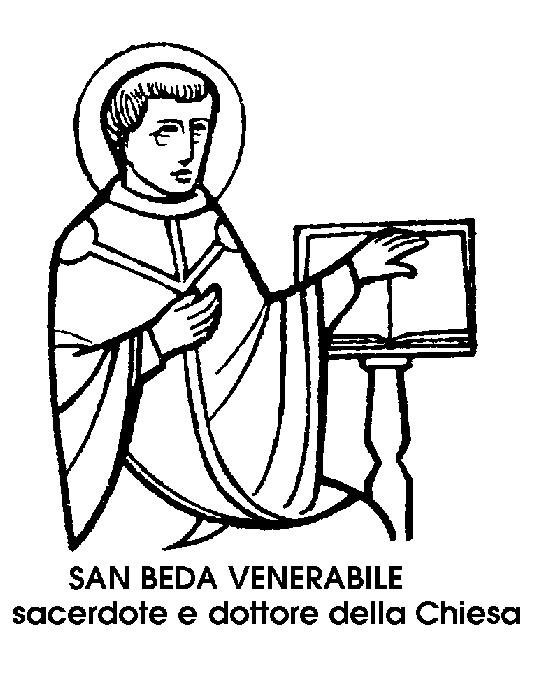 SAN BEDA VENERABILE
sacerdote e dottore della Chiesa